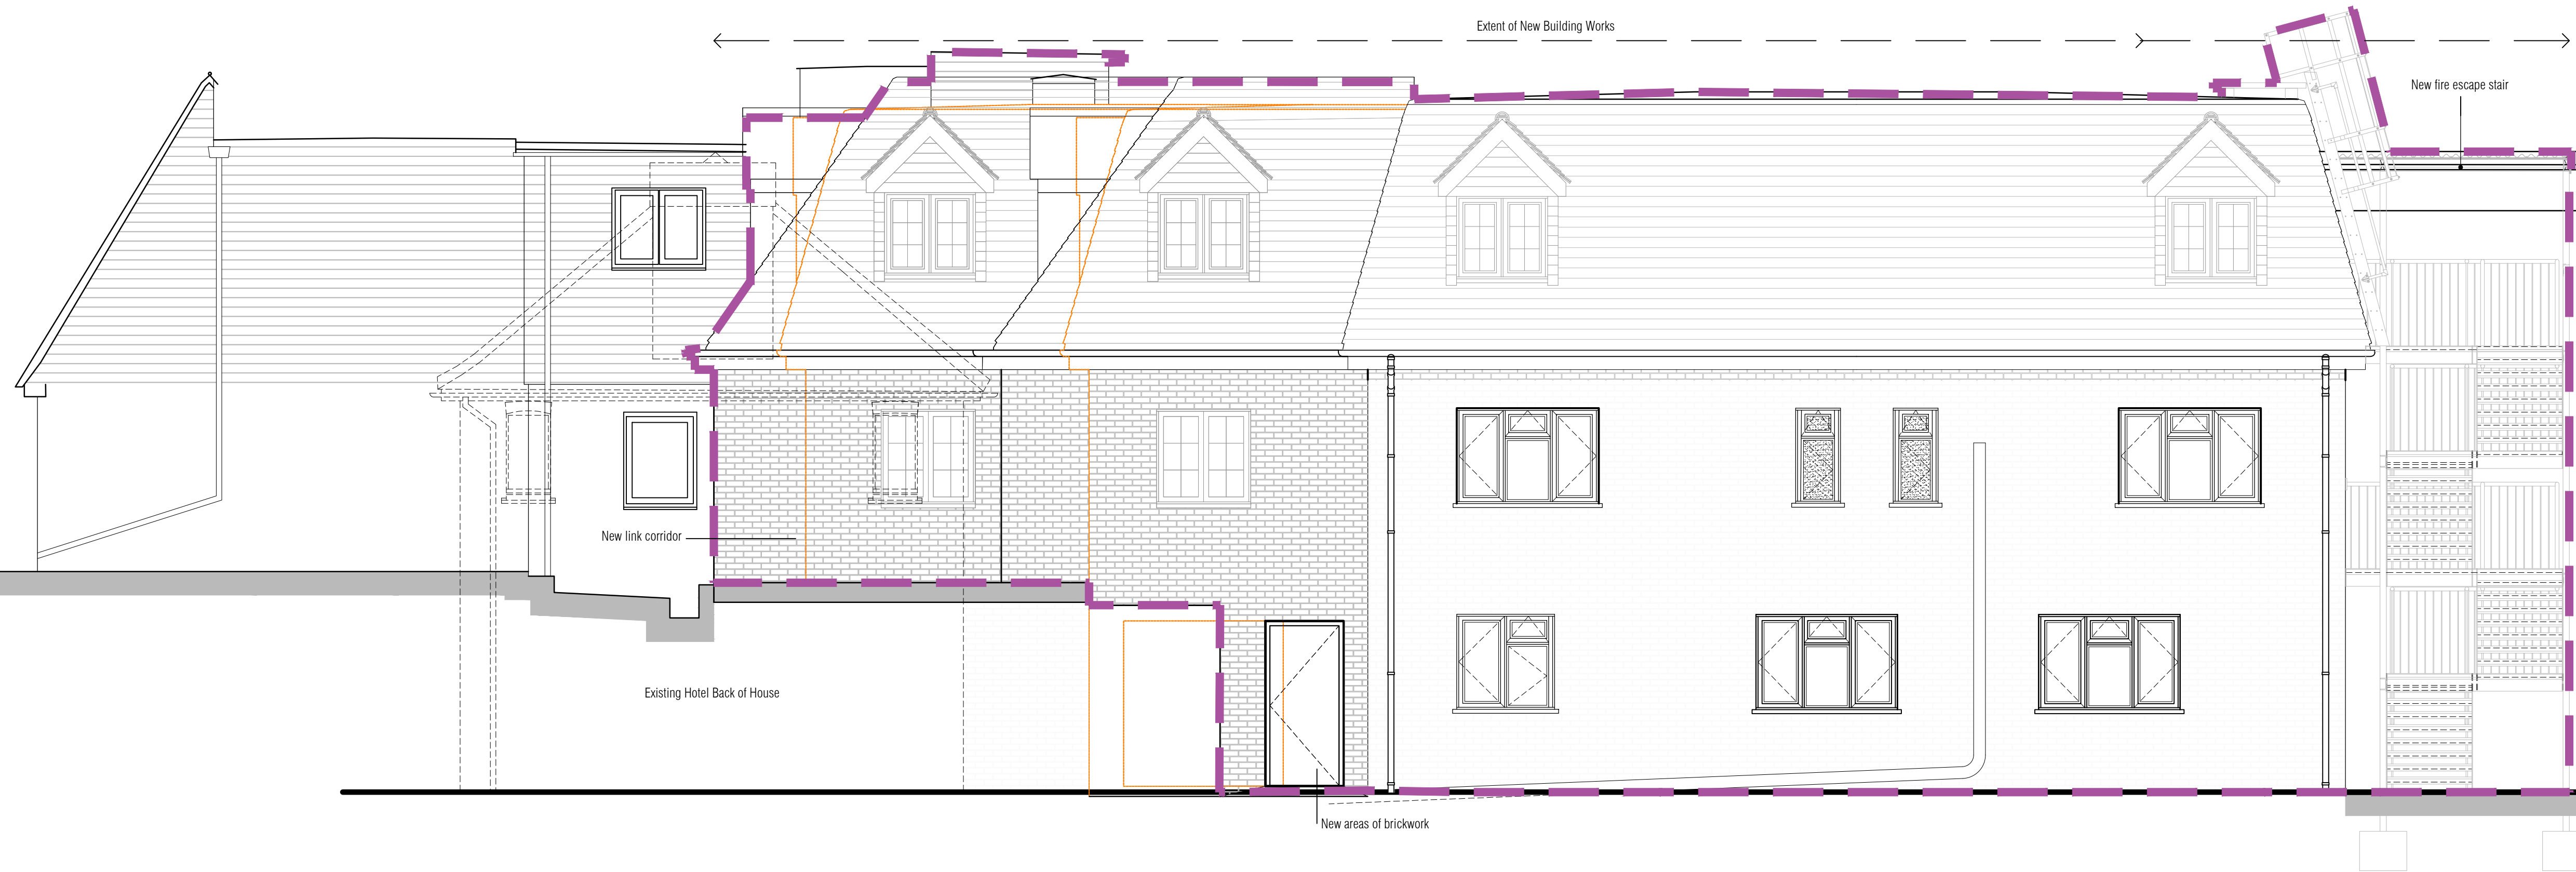 Extent of New Building Works
New fire escape stair
New link corridor
Existing Hotel Back of House
New areas of brickwork